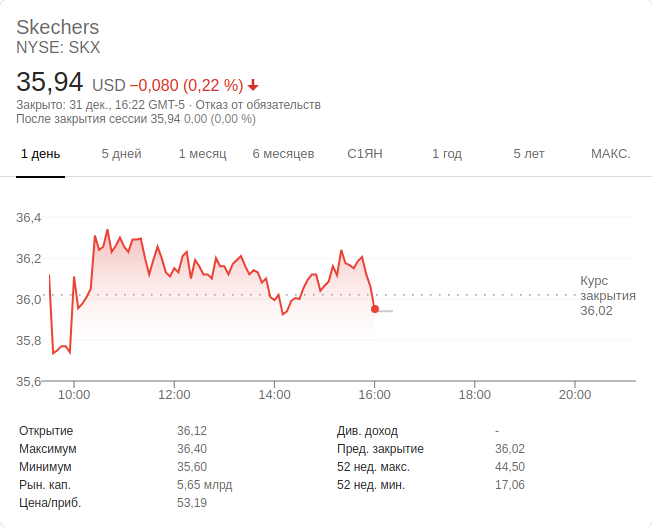 Skechers
NYSE: SKX
35,94 USD −0,080 (0,22 %)
Закрыто: 31 дек., 16:22 GMT-5 · Отказ от обязательств
После закрытия сессии 35,94 0,00 (0,00 %)
1 день 5 дней 1 месяц 6 месяцев С1ЯН 1 год 5 лет МАКС.
36,4
36,2
36,0
35,8
35,6
Курс
закрытия
36,02
10:00 12:00 14:00 16:00 18:00 20:00
Открытие 36,12 Див. доход -
Максимум 36,40 Пред. закрытие 36,02
Минимум 35,60 52 нед. макс. 44,50
Рын. кап. 5,65 млрд 52 нед. мин. 17,06
Цена/приб. 53,19